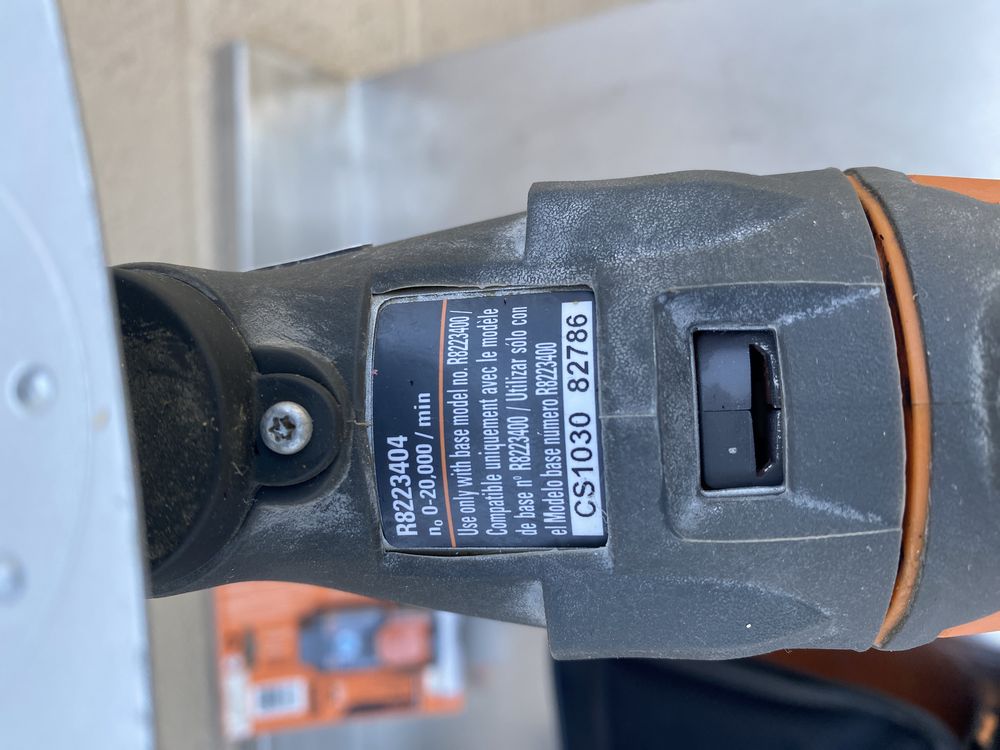 R8223404
n₀ 0-20,000 / min
Use only with base model no. R8223400 /
Compatible uniquement avec le modèle
de base nº R8223400 / Utilizar sólo con
el Modelo base número R8223400
CS1030 82786